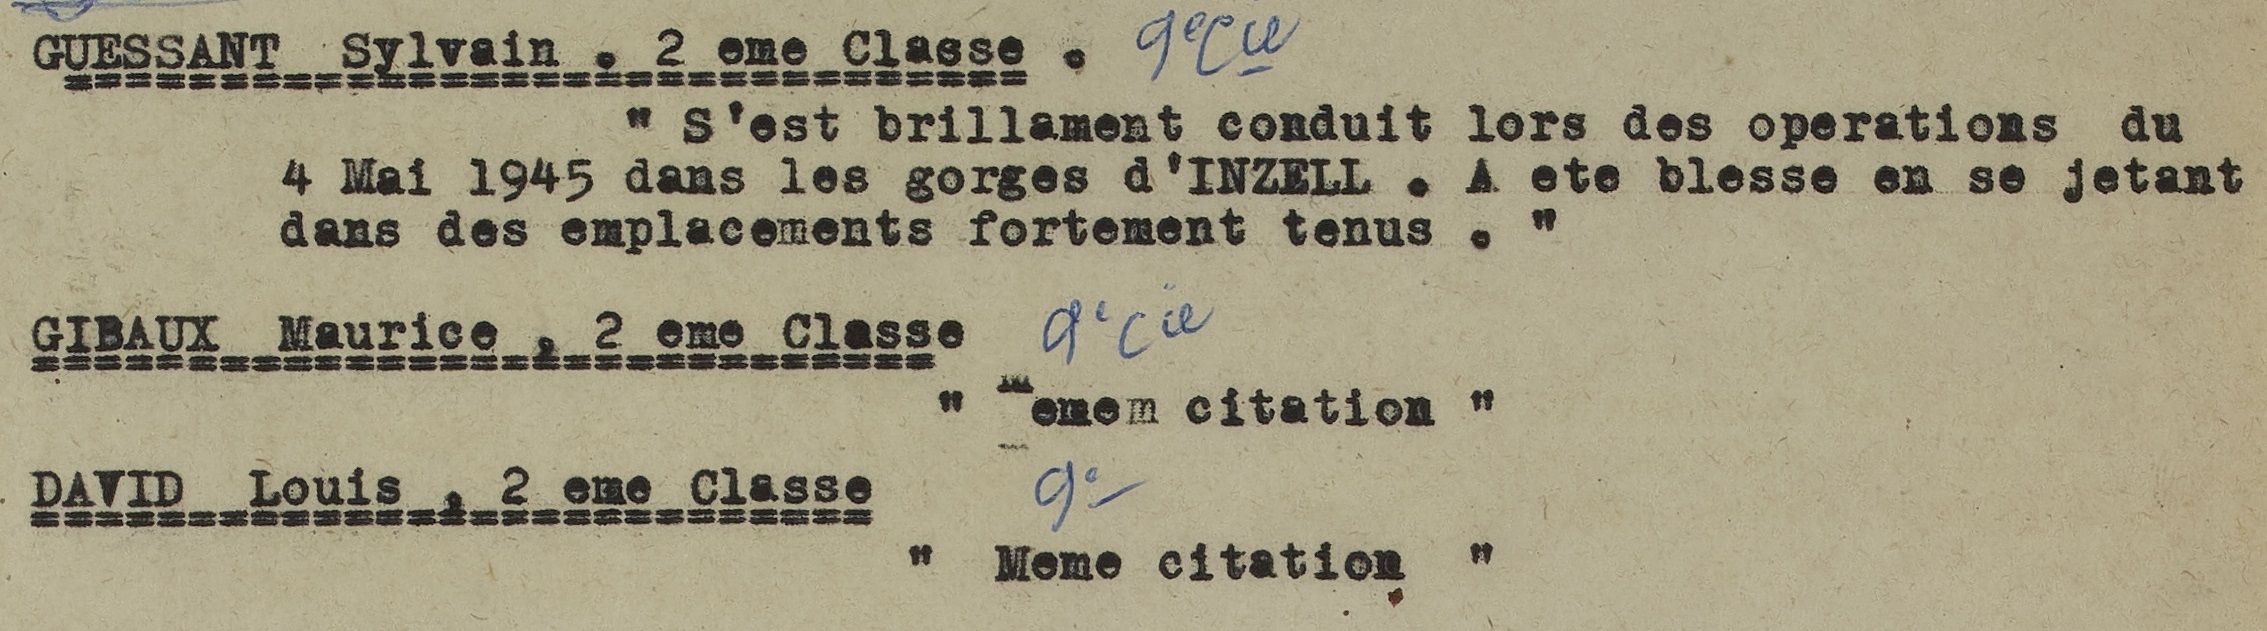 GUESSANT Sylvain . 2 eme Classe . 9e Cie
" S'est brillament conduit lors des operations du
4 Mai 1945 dans les gorges d'INZELL . A ete blesse en se jetant
dans des emplacements fortement tenus . "
GIBAUX Maurice , 2 eme Classe 9e Cie
" memem citation "
DAVID Louis , 2 eme Classe 9e
" Meme citation "